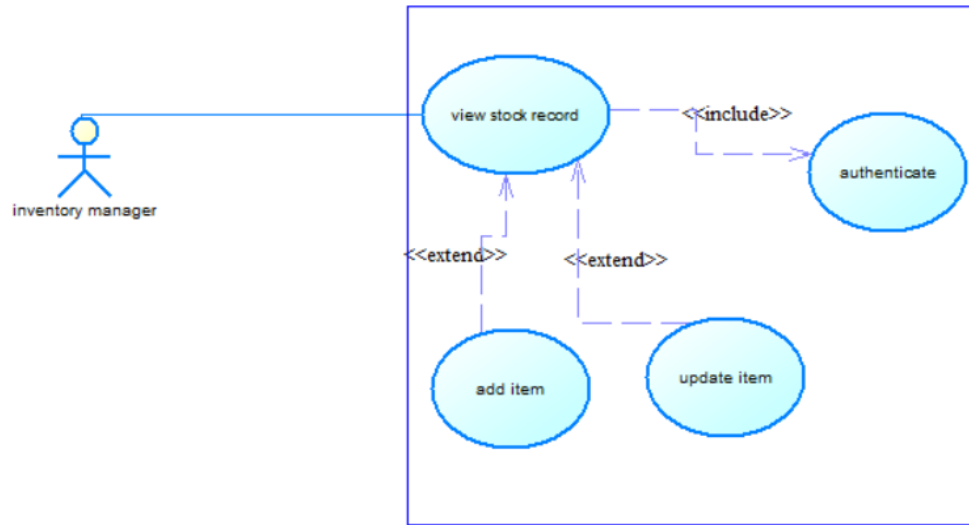 view stock record
<<include>>
authenticate
inventory manager
<<extend>>
<<extend>>
add item
update item